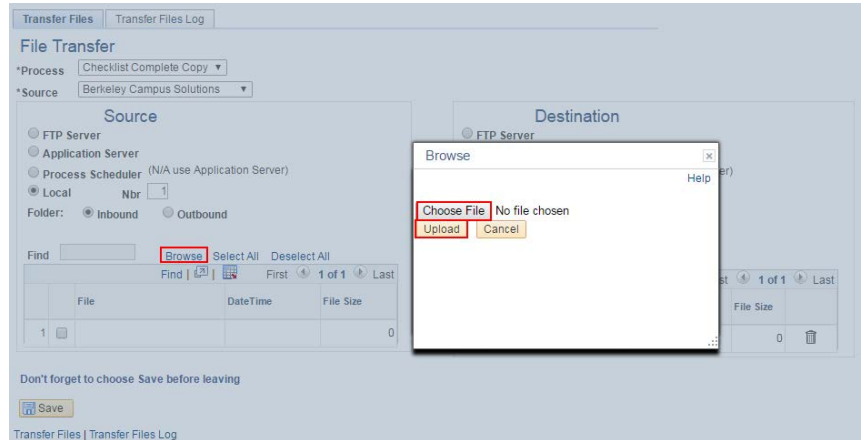 Transfer Files Transfer Files Log
File Transfer
*Process Checklist Complete Copy
*Source Berkeley Campus Solutions
Source
FTP Server
Application Server
Process Scheduler (N/A use Application Server)
Local Nbr 1
Folder: Inbound Outbound
Find Browse Select All Deselect All
Find | | First 1 of 1 Last
File DateTime File Size
1 0
Destination
FTP Server
er)
st 1 of 1 Last
File Size
0
Browse x
Help
Choose File No file chosen
Upload Cancel
Don't forget to choose Save before leaving
Save
Transfer Files | Transfer Files Log